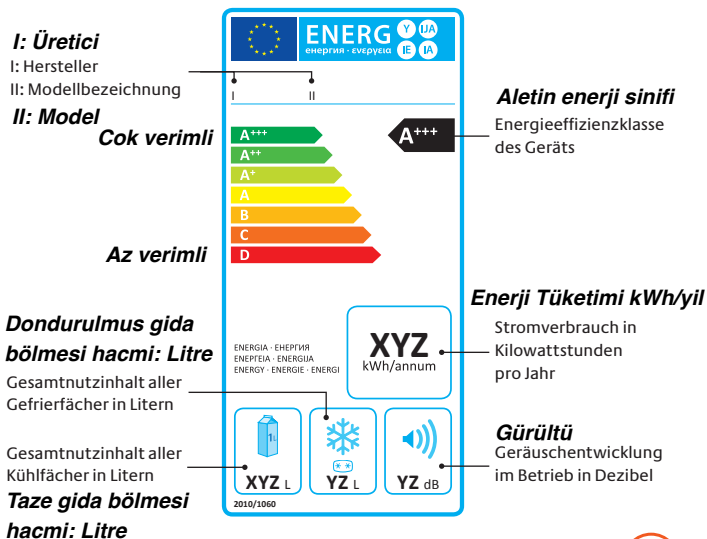 I: Üretici
I: Hersteller
II: Modellbezeichnung
II: Model
ENERG
Y IJA
IE IA
енергия · ενεργεια
I II
Cok verimli
A+++
A++
A+
A
B
C
D
Az verimli
A+++
Aletin enerji sinifi
Energieeffizienzklasse
des Geräts
Dondurulmus gida
bölmesi hacmi: Litre
Gesamtnutzinhalt aller
Gefrierfächer in Litern
ENERGIA · ЕНЕРГИЯ
ΕΝΕΡΓΕΙΑ · ENERGIJA
ENERGY · ENERGIE · ENERGI
XYZ
kWh/annum
Enerji Tüketimi kWh/yil
Stromverbrauch in
Kilowattstunden
pro Jahr
Gesamtnutzinhalt aller
Kühlfächer in Litern
Taze gida bölmesi
hacmi: Litre
1L
XYZ L
YZ L
YZ dB
2010/1060
Gürültü
Geräuschentwicklung
im Betrieb in Dezibel